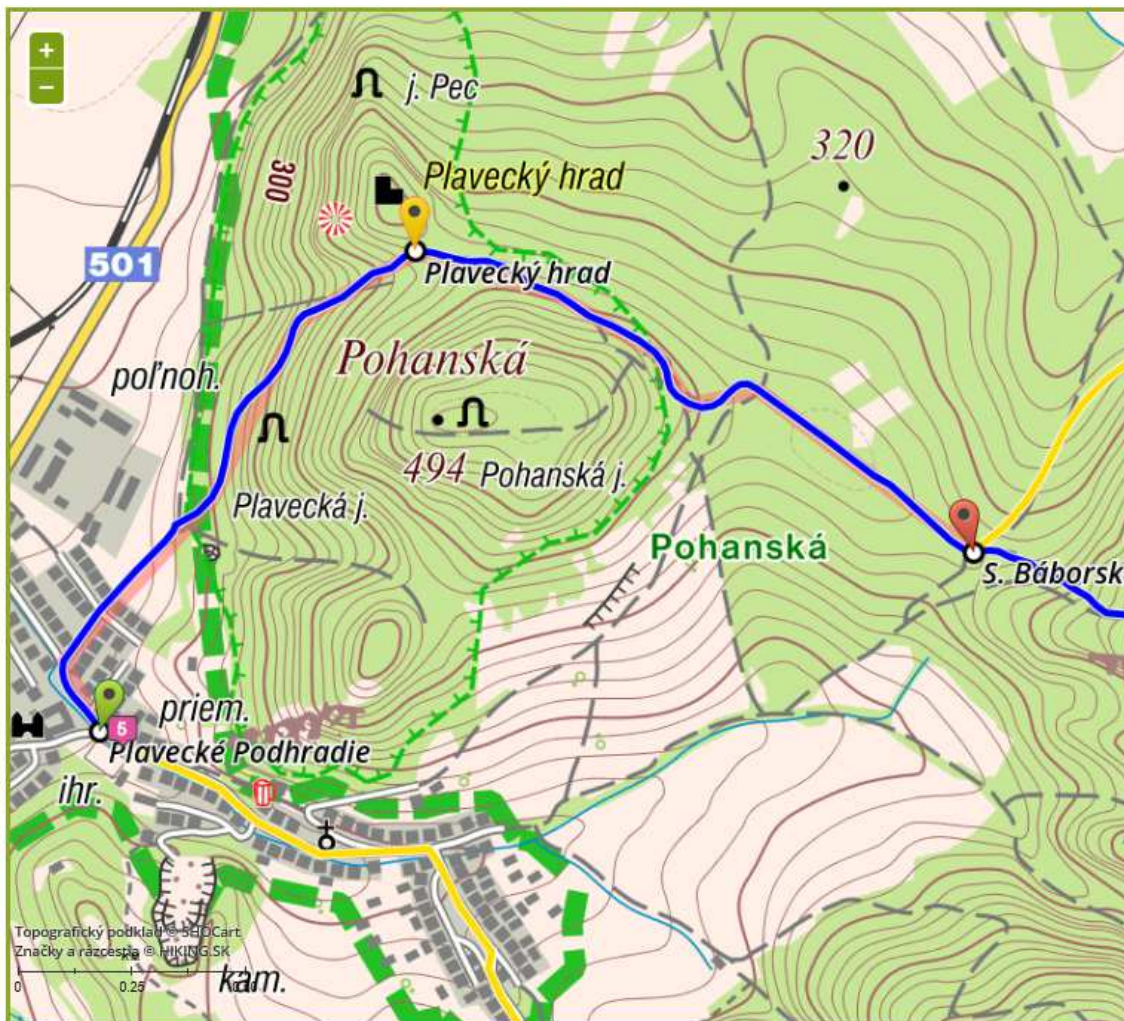 +
−
j. Pec
320
300
Plavecký hrad
501
Plavecký hrad
Pohanská
poľnoh.
494 Pohanská j.
Plavecká j.
Pohanská
S. Báborsk
priem.
5
Plavecké Podhradie
ihr.
Topografický podklad © SHOCart
Značky a rázcestia © HIKING.SK
kam.
0
0.25